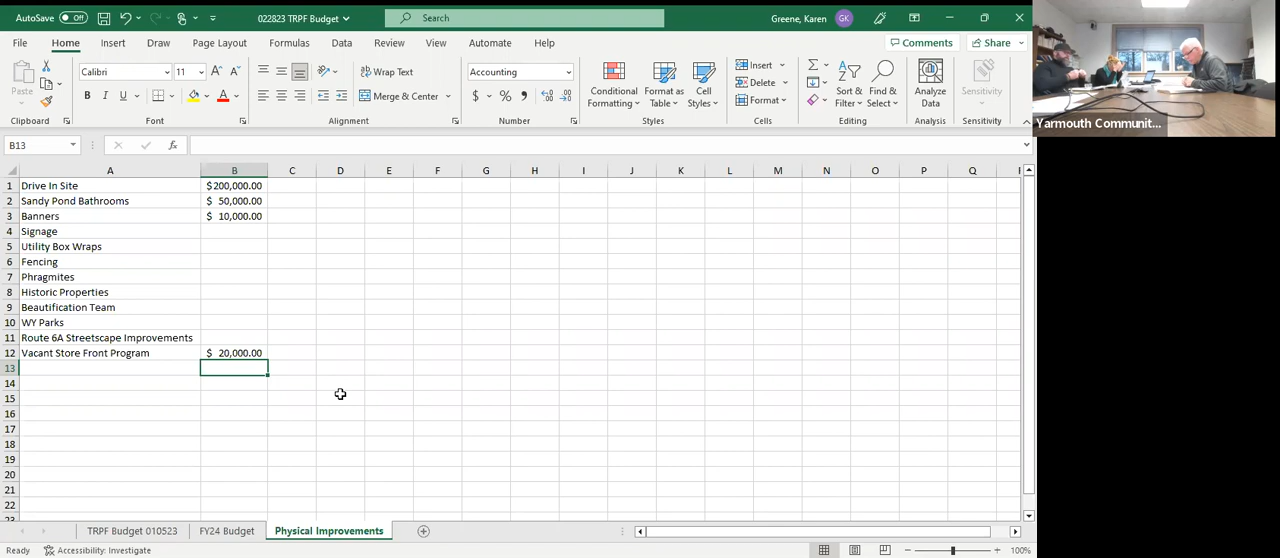 AutoSave Off 022823 TRPF Budget Search Greene, Karen GK
File Home Insert Draw Page Layout Formulas Data Review View Automate Help Comments Share
Paste Calibri 11 A A Wrap Text Accounting Conditional Formatting Format as Table Cell Styles Insert Delete Format Sort & Filter Find & Select Analyze Data Sensitivity
B I U A Merge & Center $ % ,
Clipboard Font Alignment Number Styles Cells Editing Analysis Sensitivity
Yarmouth Communit...
B13 fx
A B C D E F G H I J K L M N O P Q
1 Drive In Site $200,000.00
2 Sandy Pond Bathrooms $ 50,000.00
3 Banners $ 10,000.00
4 Signage
5 Utility Box Wraps
6 Fencing
7 Phragmites
8 Historic Properties
9 Beautification Team
10 WY Parks
11 Route 6A Streetscape Improvements
12 Vacant Store Front Program $ 20,000.00
13
14
15
16
17
18
19
20
21
22
TRPF Budget 010523 FY24 Budget Physical Improvements
Ready Accessibility: Investigate 100%